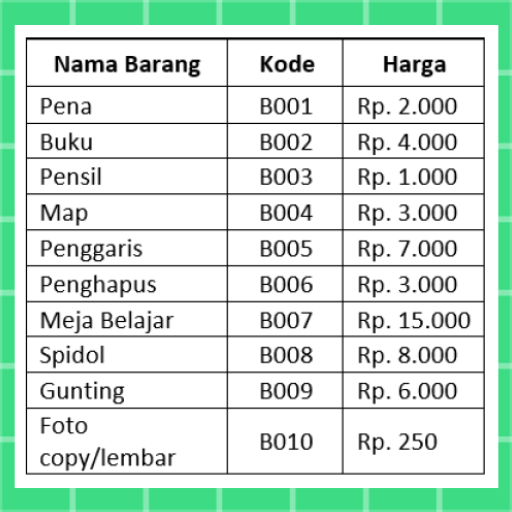 Nama Barang Kode Harga
Pena B001 Rp. 2.000
Buku B002 Rp. 4.000
Pensil B003 Rp. 1.000
Map B004 Rp. 3.000
Penggaris B005 Rp. 7.000
Penghapus B006 Rp. 3.000
Meja Belajar B007 Rp. 15.000
Spidol B008 Rp. 8.000
Gunting B009 Rp. 6.000
Foto
copy/lembar B010 Rp. 250